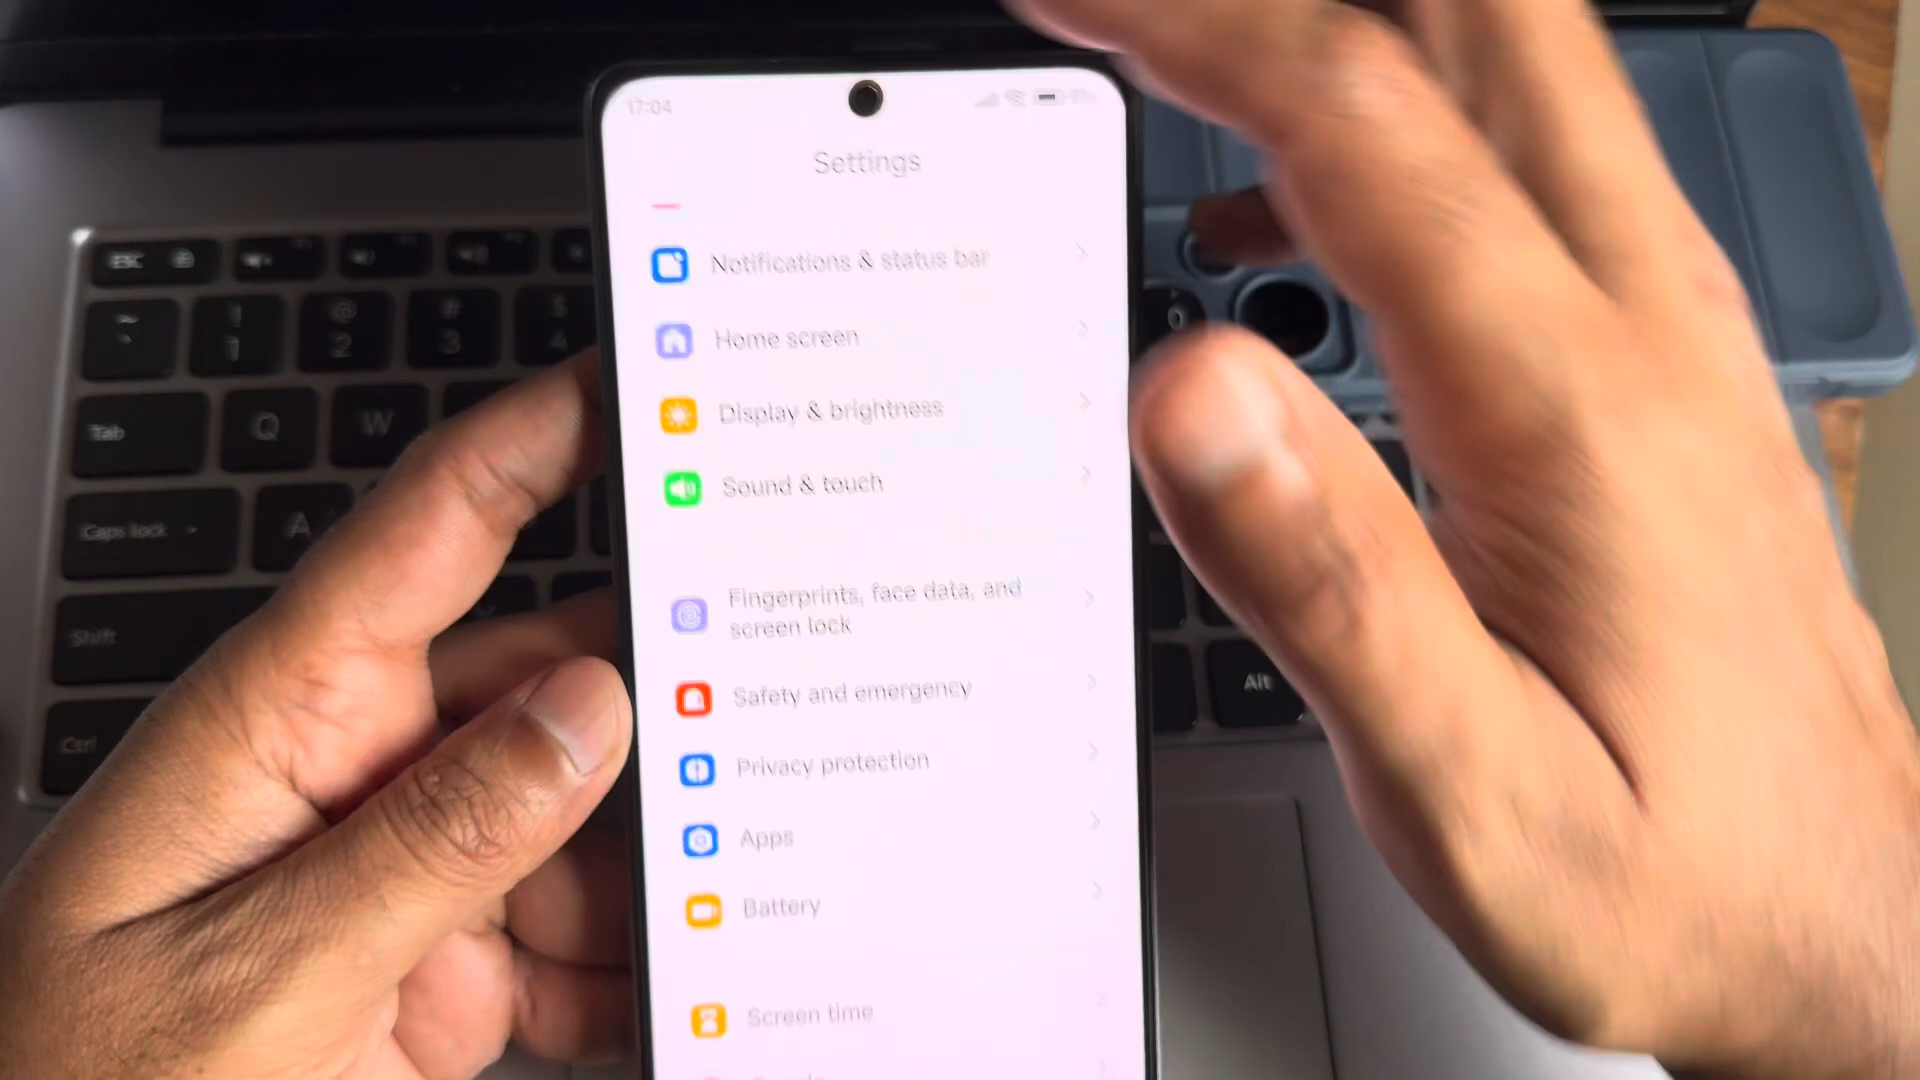 17:04
Settings
Notifications & status bar
Home screen
Display & brightness
Sound & touch
Fingerprints, face data, and
screen lock
Safety and emergency
Privacy protection
Apps
Battery
Screen time
ESC
!
1
@
2
#
3
$
4
Tab
Q
W
Caps lock
A
Shift
Ctrl
Alt